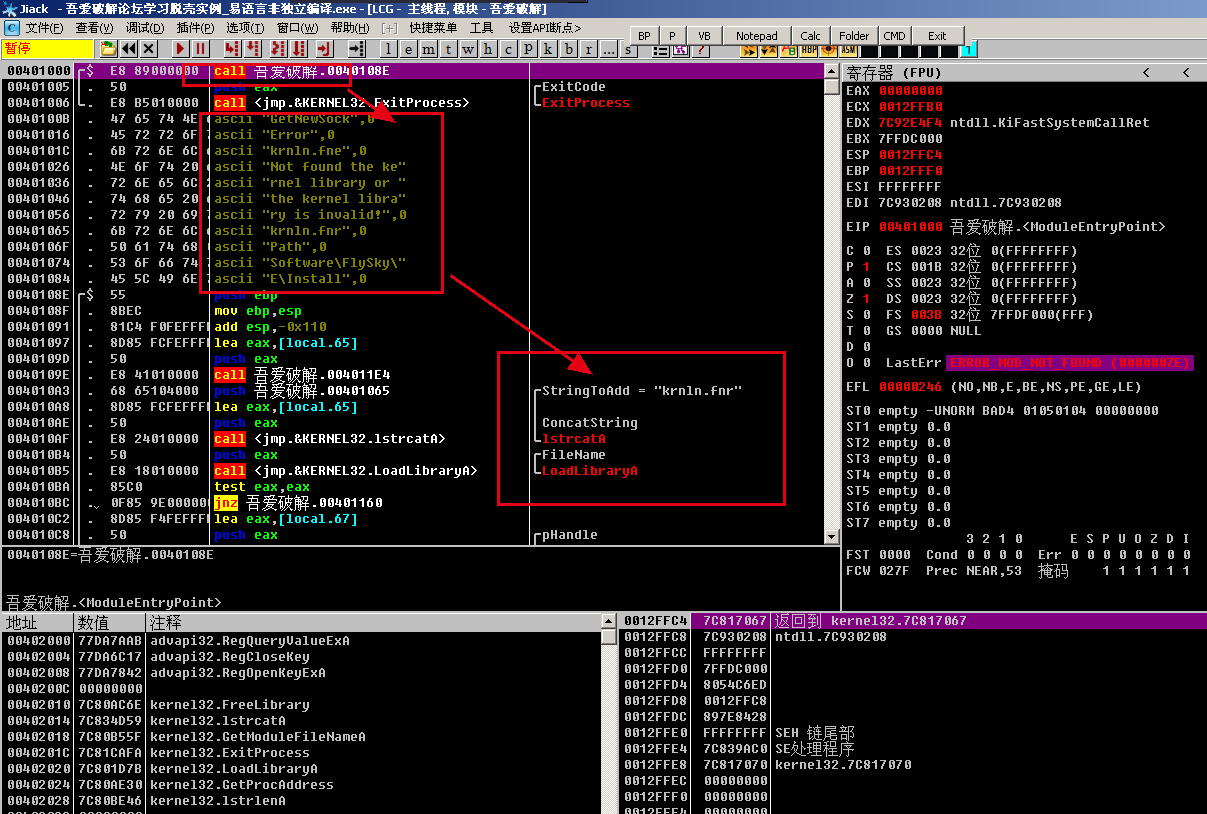 Jiack - 吾爱破解论坛学习脱壳实例_易语言非独立编译.exe - [LCG - 主线程, 模块 - 吾爱破解]
C 文件(F) 查看(V) 调试(D) 插件(P) 选项(T) 窗口(W) 帮助(H) [+] 快捷菜单 工具 设置API断点> BP P VB Notepad Calc Folder CMD Exit
暂停 l e m t w h c p k b r ... s
00401000 $ E8 89000000 call 吾爱破解.0040108E
00401005 . 50 push eax ExitCode
00401006 . E8 B5010000 call <jmp.&KERNEL32.ExitProcess> ExitProcess
0040100B . 47 65 74 4E ascii "GetNewSock",0
00401016 . 45 72 72 6F ascii "Error",0
0040101C . 6B 72 6E 6C ascii "krnln.fne",0
00401026 . 4E 6F 74 20 ascii "Not found the ke"
00401036 . 72 6E 65 6C ascii "rnel library or "
00401046 . 74 68 65 20 ascii "the kernel libra"
00401056 . 72 79 20 69 ascii "ry is invalid!",0
00401065 . 6B 72 6E 6C ascii "krnln.fnr",0
0040106F . 50 61 74 68 ascii "Path",0
00401074 . 53 6F 66 74 ascii "Software\FlySky\"
00401084 . 45 5C 49 6E ascii "E\Install",0
0040108E $ 55 push ebp
0040108F . 8BEC mov ebp,esp
00401091 . 81C4 F0FEFFF add esp,-0x110
00401097 . 8D85 FCFEFFF lea eax,[local.65]
0040109D . 50 push eax
0040109E . E8 41010000 call 吾爱破解.004011E4
004010A3 . 68 65104000 push 吾爱破解.00401065 StringToAdd = "krnln.fnr"
004010A8 . 8D85 FCFEFFF lea eax,[local.65]
004010AE . 50 push eax ConcatString
004010AF . E8 24010000 call <jmp.&KERNEL32.lstrcatA> lstrcatA
004010B4 . 50 push eax FileName
004010B5 . E8 18010000 call <jmp.&KERNEL32.LoadLibraryA> LoadLibraryA
004010BA . 85C0 test eax,eax
004010BC . 0F85 9E00000 jnz 吾爱破解.00401160
004010C2 . 8D85 F4FEFFF lea eax,[local.67]
004010C8 . 50 push eax pHandle
0040108E=吾爱破解.0040108E
吾爱破解.<ModuleEntryPoint>
寄存器 (FPU) < <
EAX 00000000
ECX 0012FFB0
EDX 7C92E4F4 ntdll.KiFastSystemCallRet
EBX 7FFDC000
ESP 0012FFC4
EBP 0012FFF0
ESI FFFFFFFF
EDI 7C930208 ntdll.7C930208
EIP 00401000 吾爱破解.<ModuleEntryPoint>
C 0 ES 0023 32位 0(FFFFFFFF)
P 1 CS 001B 32位 0(FFFFFFFF)
A 0 SS 0023 32位 0(FFFFFFFF)
Z 1 DS 0023 32位 0(FFFFFFFF)
S 0 FS 003B 32位 7FFDF000(FFF)
T 0 GS 0000 NULL
D 0
O 0 LastErr ERROR_MOD_NOT_FOUND (0000007E)
EFL 00000246 (NO,NB,E,BE,NS,PE,GE,LE)
ST0 empty -UNORM BAD4 01050104 00000000
ST1 empty 0.0
ST2 empty 0.0
ST3 empty 0.0
ST4 empty 0.0
ST5 empty 0.0
ST6 empty 0.0
ST7 empty 0.0
3 2 1 0 E S P U O Z D I
FST 0000 Cond 0 0 0 0 Err 0 0 0 0 0 0 0 0
FCW 027F Prec NEAR,53 掩码 1 1 1 1 1 1
地址 数值 注释
00402000 77DA7AAB advapi32.RegQueryValueExA
00402004 77DA6C17 advapi32.RegCloseKey
00402008 77DA7842 advapi32.RegOpenKeyExA
0040200C 00000000
00402010 7C80AC6E kernel32.FreeLibrary
00402014 7C834D59 kernel32.lstrcatA
00402018 7C80B55F kernel32.GetModuleFileNameA
0040201C 7C81CAFA kernel32.ExitProcess
00402020 7C801D7B kernel32.LoadLibraryA
00402024 7C80AE30 kernel32.GetProcAddress
00402028 7C80BE46 kernel32.lstrlenA
0012FFC4 7C817067 返回到 kernel32.7C817067
0012FFC8 7C930208 ntdll.7C930208
0012FFCC FFFFFFFF
0012FFD0 7FFDC000
0012FFD4 8054C6ED
0012FFD8 0012FFC8
0012FFDC 897E8428
0012FFE0 FFFFFFFF SEH 链尾部
0012FFE4 7C839AC0 SE处理程序
0012FFE8 7C817070 kernel32.7C817070
0012FFEC 00000000
0012FFF0 00000000
0012FFF4 00000000